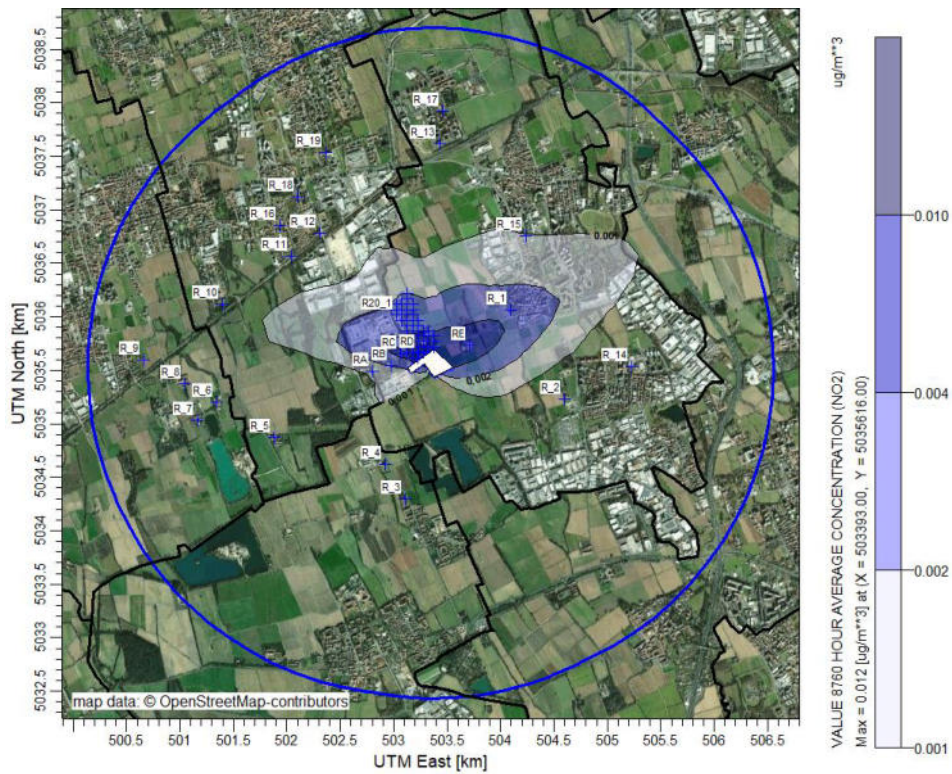 ug/m**3
5038.5
5038
5037.5
5037
5036.5
5036
5035.5
5035
5034.5
5034
5033.5
5033
5032.5
UTM North [km]
R_17
R_13
R_19
R_18
R_16
R_12
R_11
R_15
0.001
R_10
R20_1
R_1
RC
RD
RE
RB
RA
R_14
R_9
R_8
R_6
R_7
R_2
0.002
0.001
R_5
R_4
R_3
map data: © OpenStreetMap-contributors
500.5 501 501.5 502 502.5 503 503.5 504 504.5 505 505.5 506 506.5
UTM East [km]
0.010
0.004
0.002
0.001
VALUE 8760 HOUR AVERAGE CONCENTRATION (NO2)
Max = 0.012 [ug/m**3] at (X = 503393.00, Y = 5035616.00)